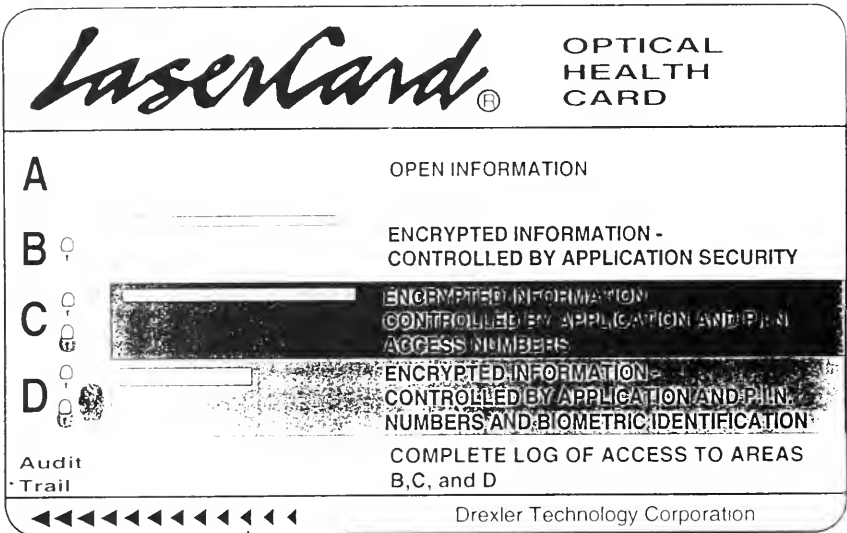 LaserCard®
OPTICAL
HEALTH
CARD
A
OPEN INFORMATION
B
ENCRYPTED INFORMATION -
CONTROLLED BY APPLICATION SECURITY
C
ENCRYPTED INFORMATION
CONTROLLED BY APPLICATION AND P.I.N
ACCESS NUMBERS
D
ENCRYPTED INFORMATION -
CONTROLLED BY APPLICATION AND P.I.N.
NUMBERS AND BIOMETRIC IDENTIFICATION
Audit
Trail
COMPLETE LOG OF ACCESS TO AREAS
B,C, and D
Drexler Technology Corporation